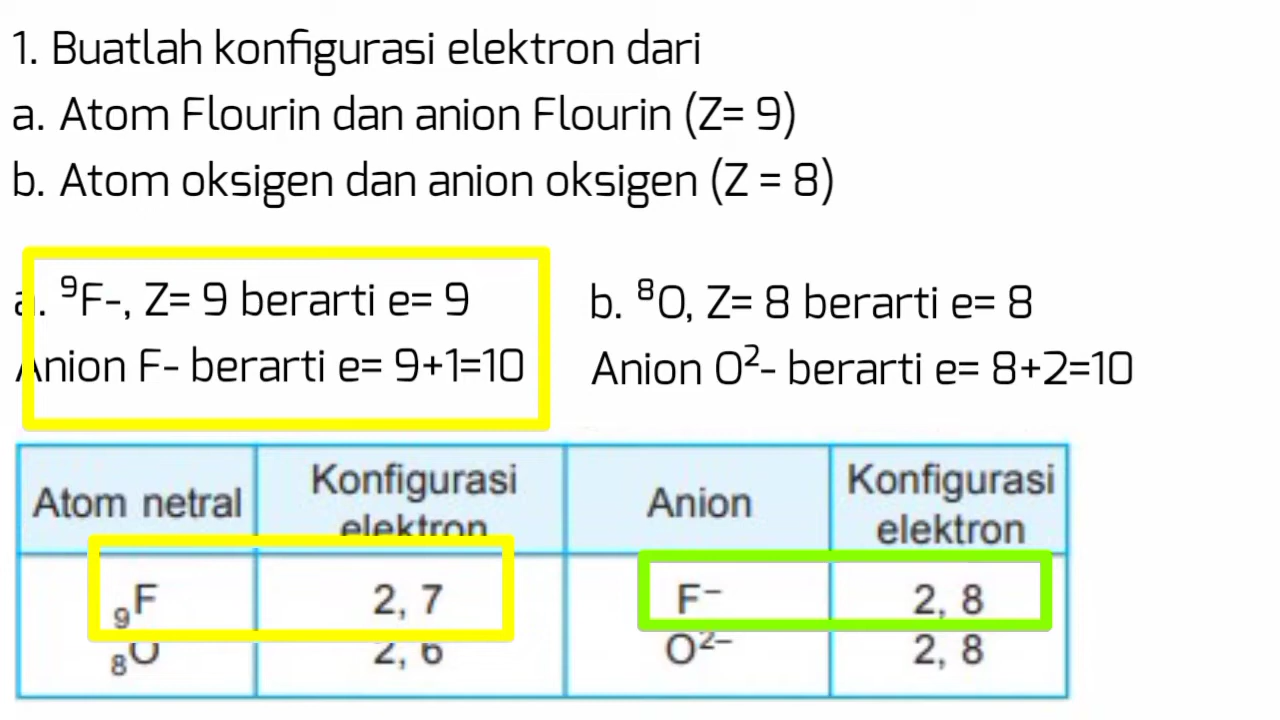 1. Buatlah konfigurasi elektron dari
a. Atom Flourin dan anion Flourin (Z= 9)
b. Atom oksigen dan anion oksigen (Z = 8)
a. ⁹F-, Z= 9 berarti e= 9
Anion F- berarti e= 9+1=10
b. ⁸O, Z= 8 berarti e= 8
Anion O²- berarti e= 8+2=10
Atom netral
Konfigurasi
elektron
Anion
Konfigurasi
elektron
₉F 2, 7 F⁻ 2, 8
₈O 2, 6 O²⁻ 2, 8